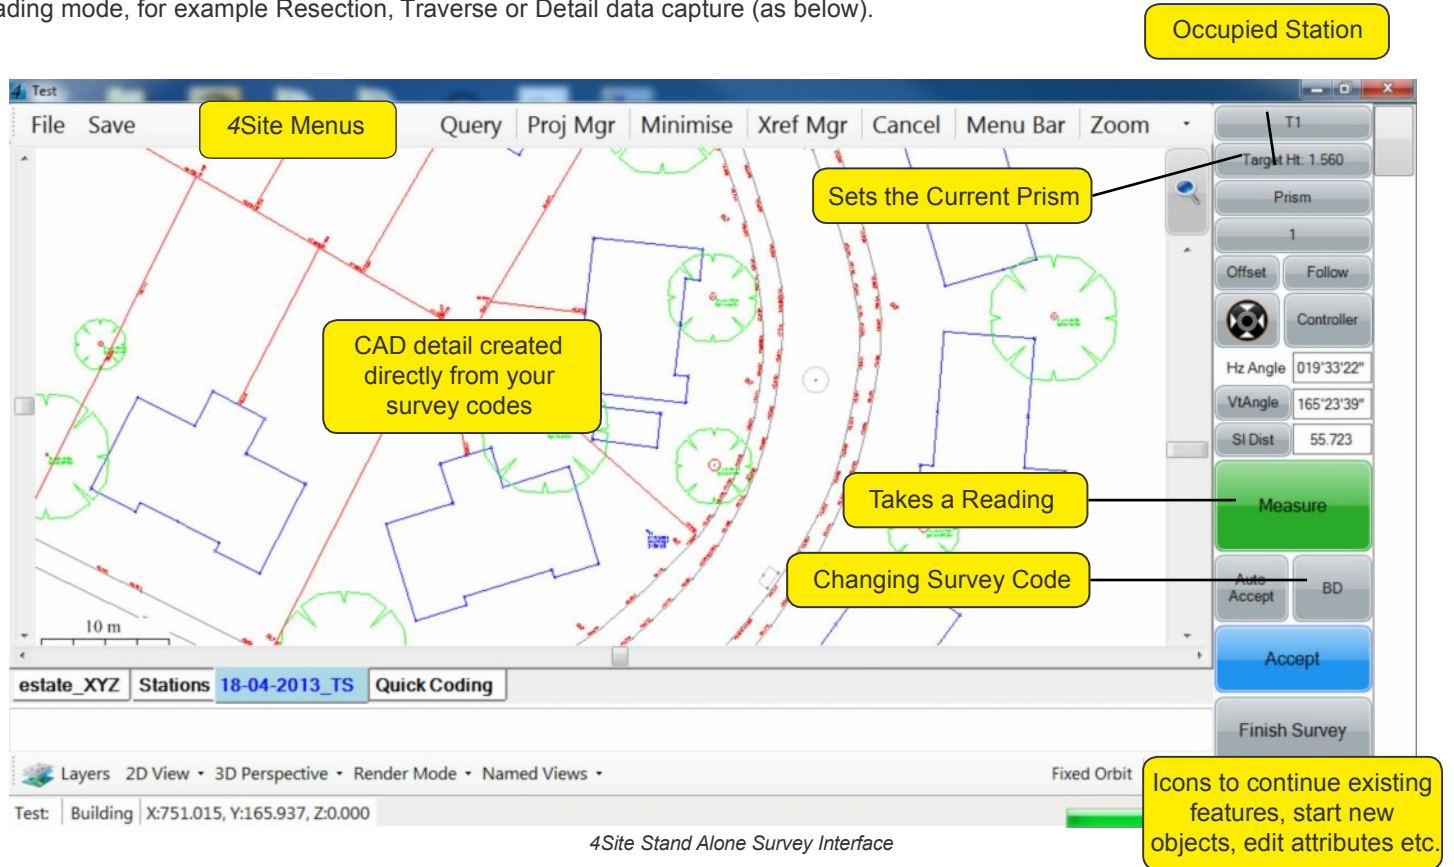 ading mode, for example Resection, Traverse or Detail data capture (as below).
Occupied Station
4 Test
File Save 4Site Menus Query Proj Mgr Minimise Xref Mgr Cancel Menu Bar Zoom
T1
Target Ht: 1.560
Sets the Current Prism
Prism
1
Offset Follow
Controller
CAD detail created
directly from your
survey codes
Hz Angle 019°33'22"
VtAngle 165°23'39"
Sl Dist 55.723
Takes a Reading
Measure
Changing Survey Code
Auto
Accept
BD
10 m
Accept
estate_XYZ Stations 18-04-2013_TS Quick Coding
Finish Survey
Layers 2D View 3D Perspective Render Mode Named Views Fixed Orbit
Icons to continue existing
features, start new
objects, edit attributes etc.
Test: Building X:751.015, Y:165.937, Z:0.000
4Site Stand Alone Survey Interface